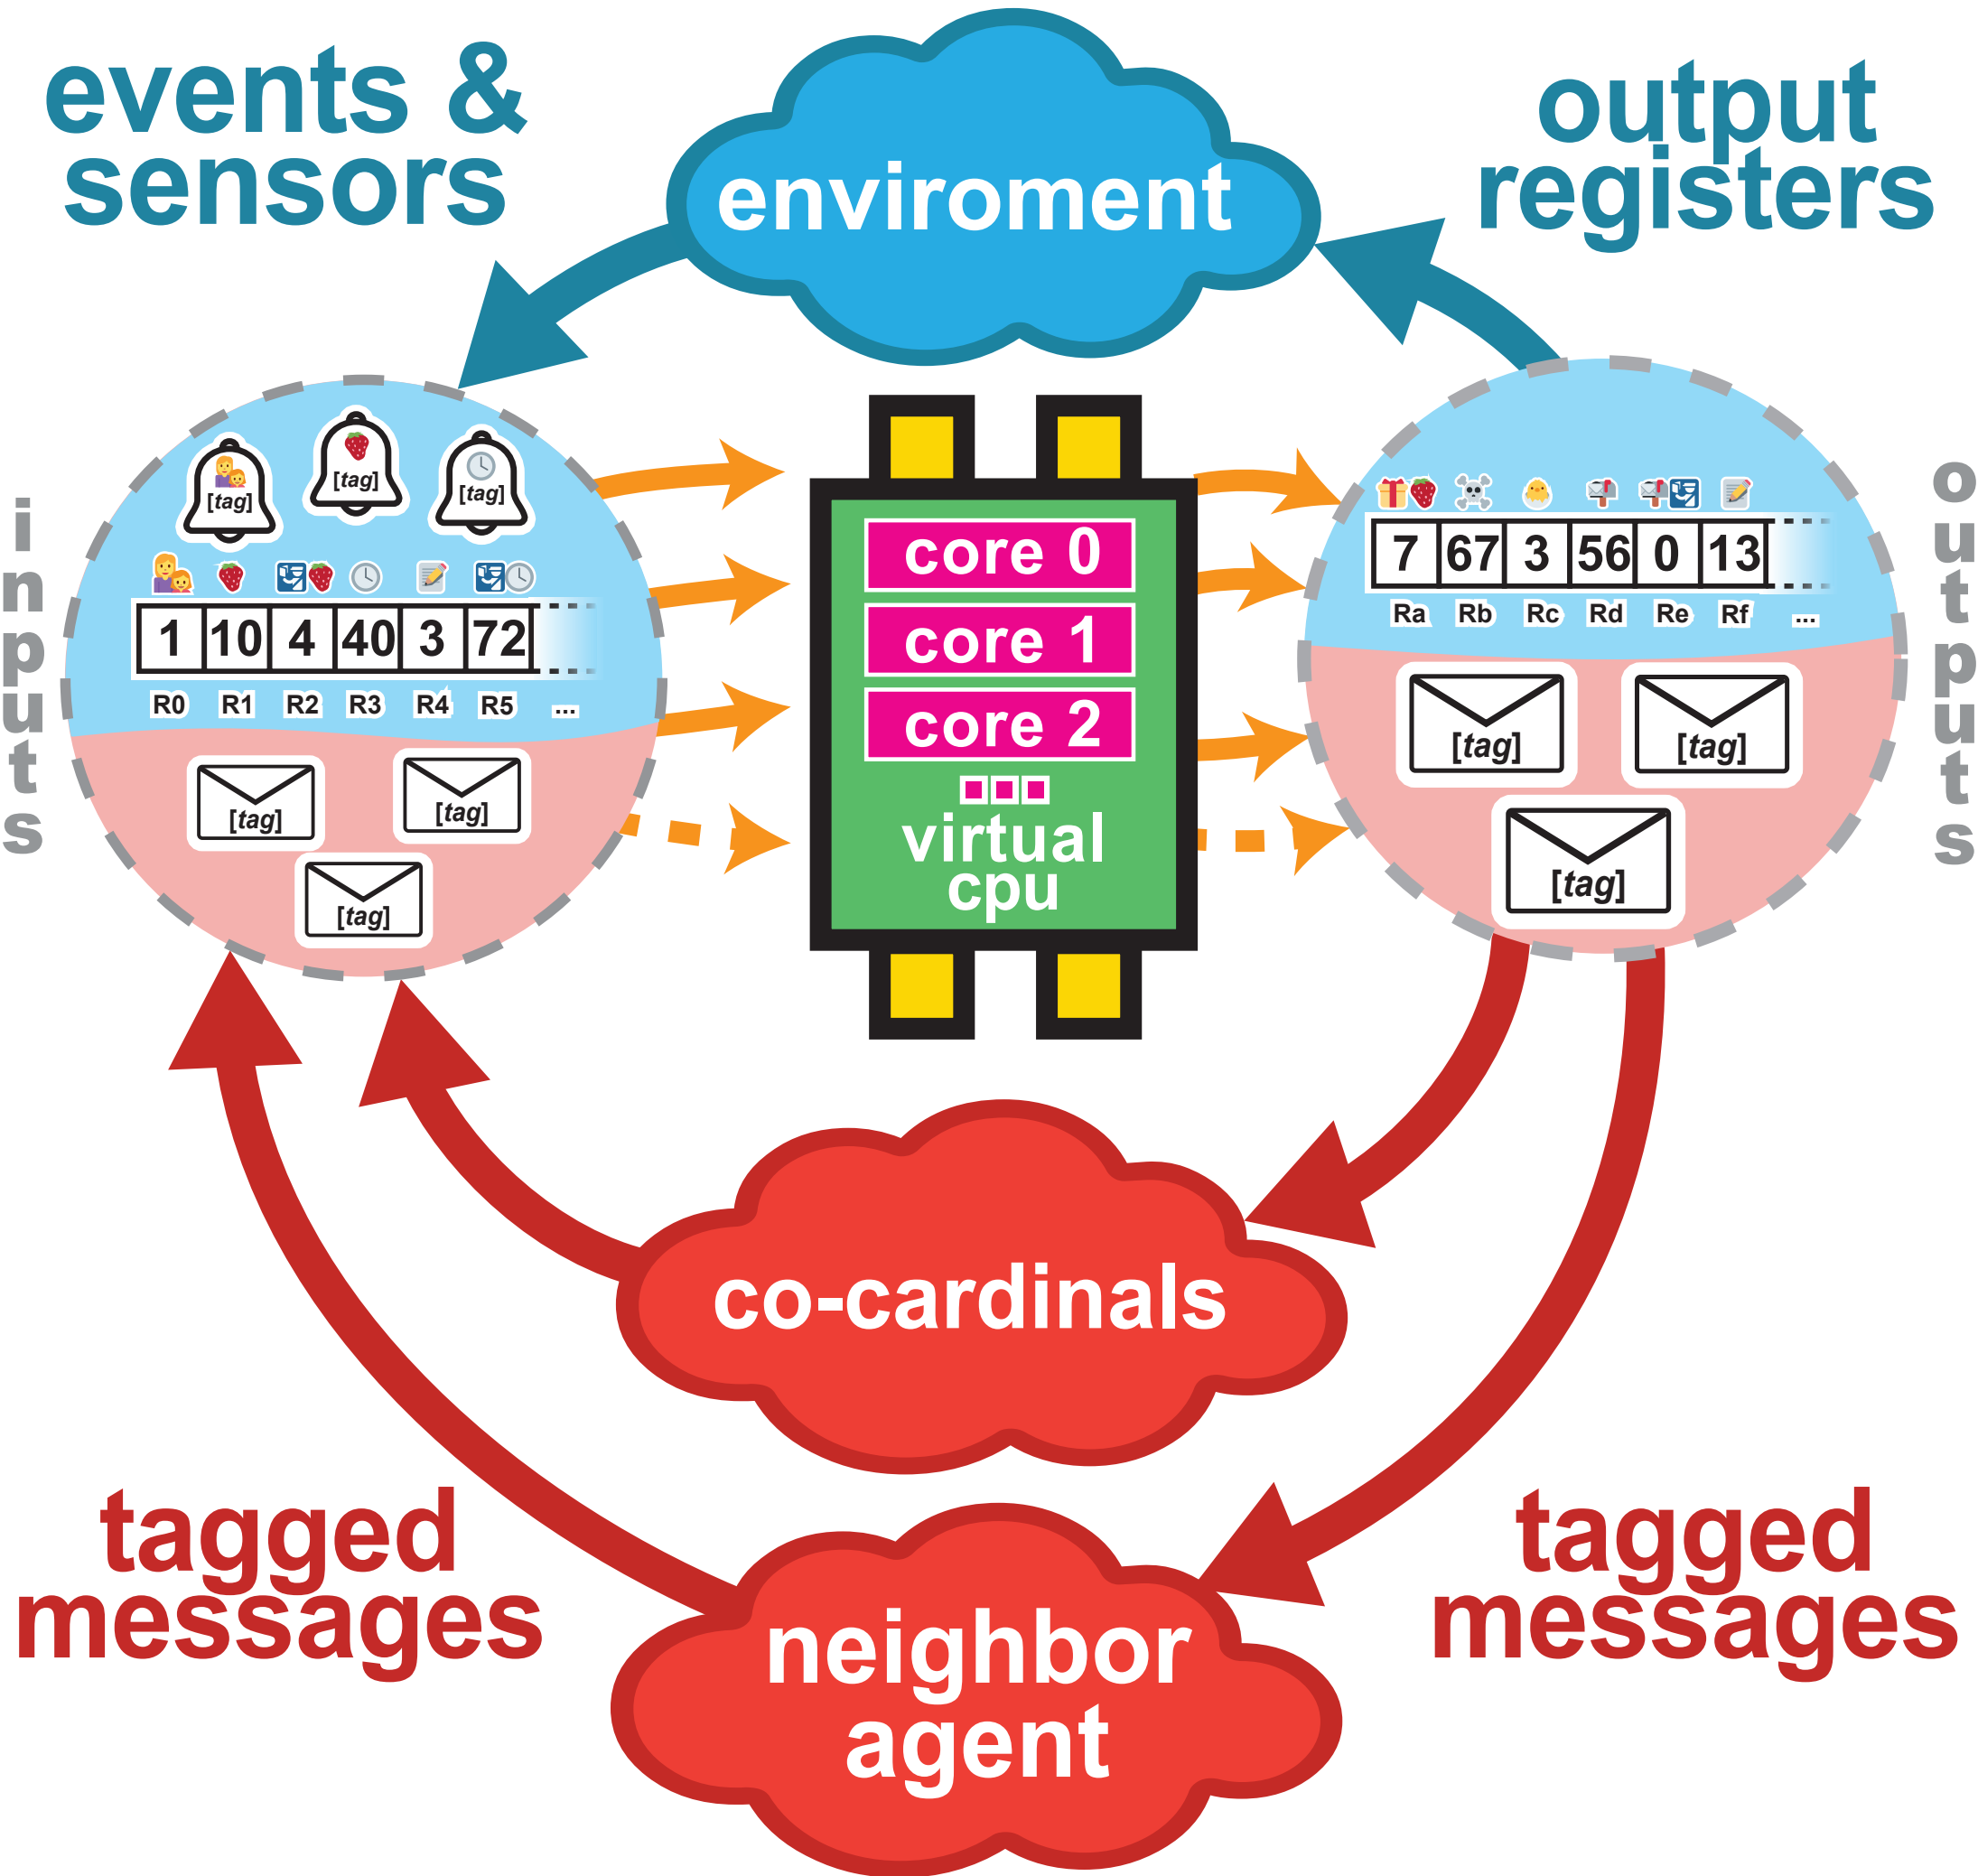 events &
sensors
enviroment
output
registers
inputs
[tag]
[tag]
[tag]
1 10 4 40 3 72
R0 R1 R2 R3 R4 R5 ...
[tag]
[tag]
[tag]
core 0
core 1
core 2
virtual
cpu
7 67 3 56 0 13
Ra Rb Rc Rd Re Rf ...
[tag]
[tag]
[tag]
outputs
co-cardinals
tagged
messages
neighbor
agent
tagged
messages